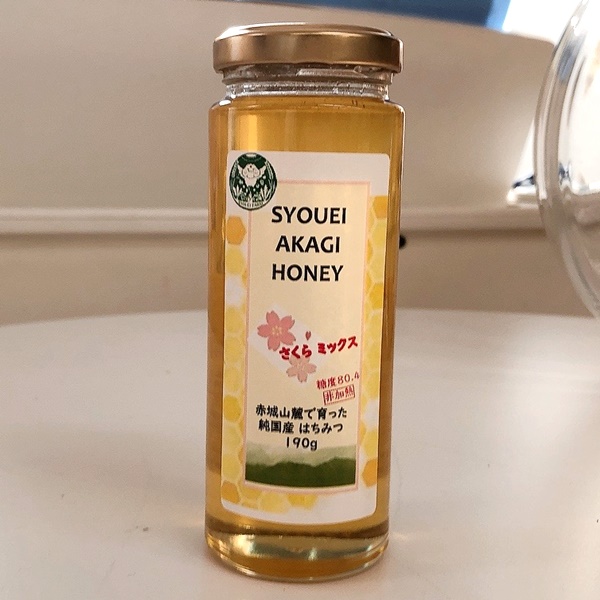 SYOUEI
AKAGI
HONEY
さくら ミックス
糖度80.4
非加熱
赤城山麓で育った
純国産 はちみつ
190g